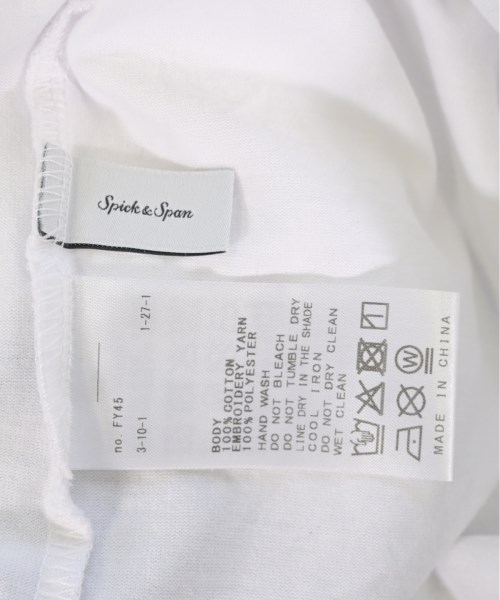 Spick & Span
no. FY45
3-10-1 1-27-1
BODY
100% COTTON
EMBROIDERY YARN
100% POLYESTER
HAND WASH
DO NOT BLEACH
DO NOT TUMBLE DRY
LINE DRY IN THE SHADE
COOL IRON
DO NOT DRY CLEAN
WET CLEAN
W
MADE IN CHINA